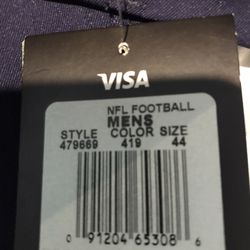 VISA
NFL FOOTBALL
MENS
STYLE COLOR SIZE
479669 419 44
0 91204 65308 6